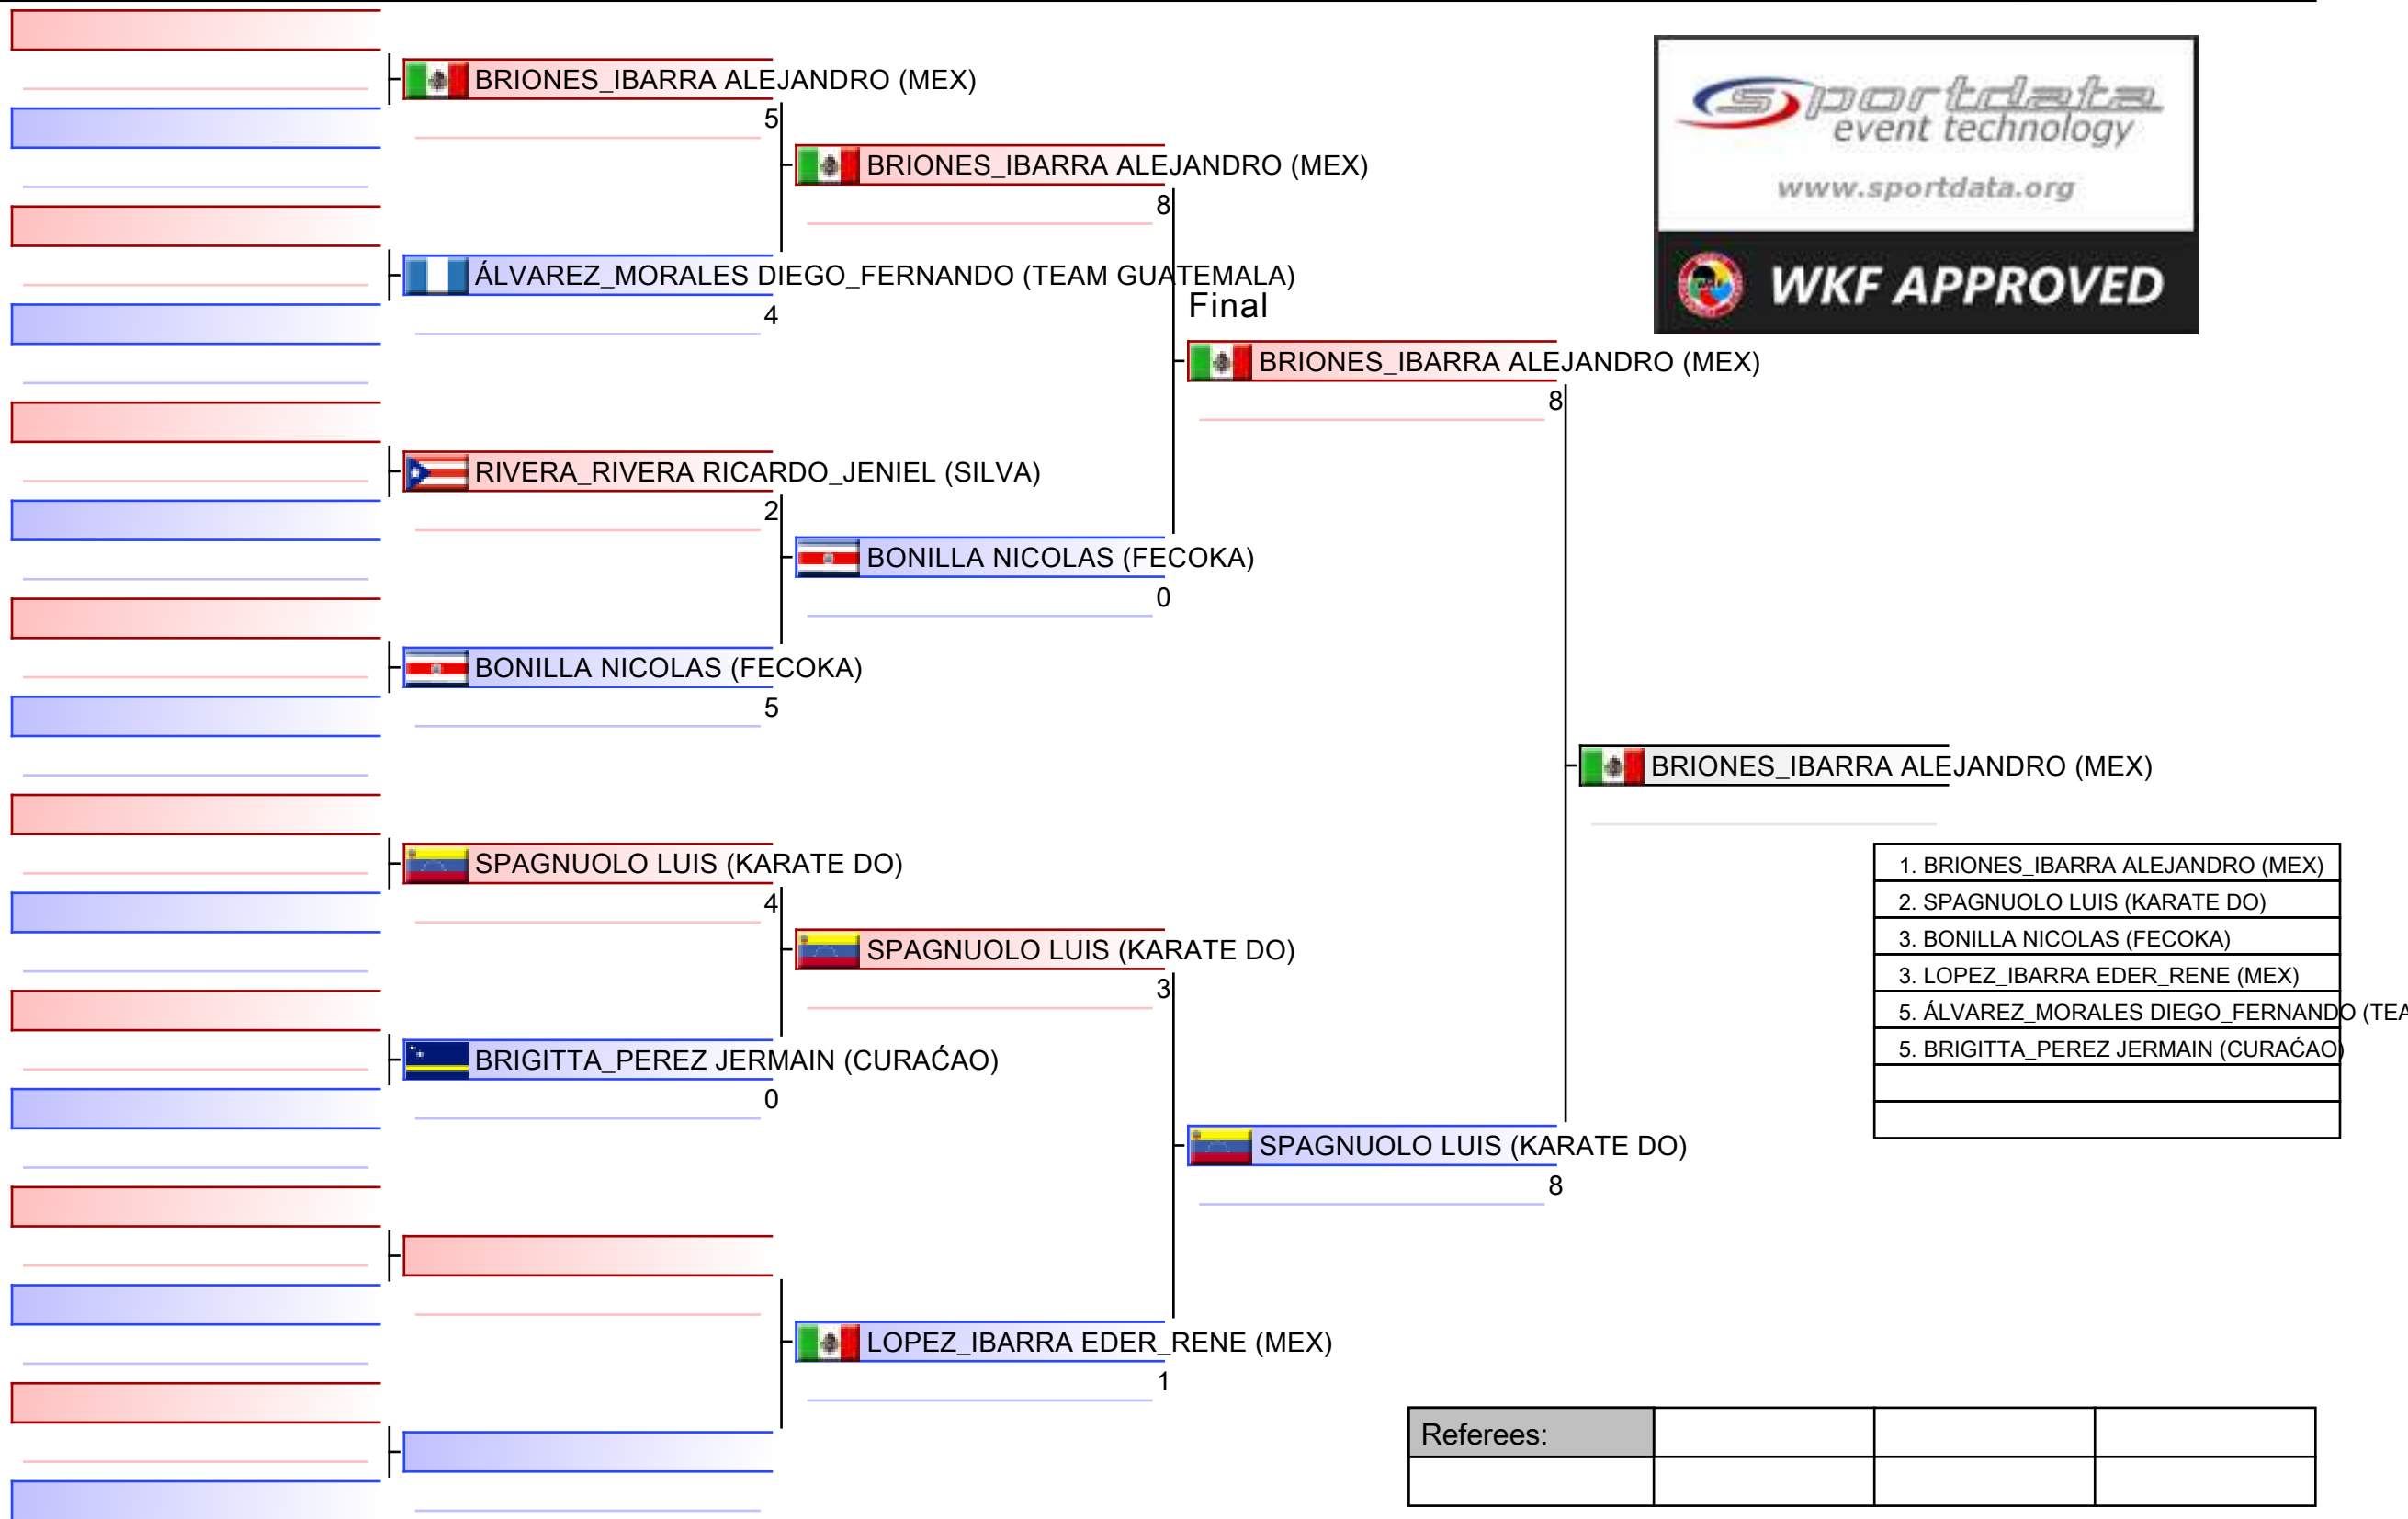 BRIONES_IBARRA ALEJANDRO (MEX)
5
ÁLVAREZ_MORALES DIEGO_FERNANDO (TEAM GUATEMALA)
4
RIVERA_RIVERA RICARDO_JENIEL (SILVA)
2
BONILLA NICOLAS (FECOKA)
5
SPAGNUOLO LUIS (KARATE DO)
4
BRIGITTA_PEREZ JERMAIN (CURAĆAO)
0
BRIONES_IBARRA ALEJANDRO (MEX)
8
BONILLA NICOLAS (FECOKA)
0
SPAGNUOLO LUIS (KARATE DO)
3
LOPEZ_IBARRA EDER_RENE (MEX)
1
Final
BRIONES_IBARRA ALEJANDRO (MEX)
8
SPAGNUOLO LUIS (KARATE DO)
8
BRIONES_IBARRA ALEJANDRO (MEX)
sportdata
event technology
www.sportdata.org
WKF APPROVED
1. BRIONES_IBARRA ALEJANDRO (MEX)
2. SPAGNUOLO LUIS (KARATE DO)
3. BONILLA NICOLAS (FECOKA)
3. LOPEZ_IBARRA EDER_RENE (MEX)
5. ÁLVAREZ_MORALES DIEGO_FERNANDO (TEA
5. BRIGITTA_PEREZ JERMAIN (CURAĆAO)
Referees: